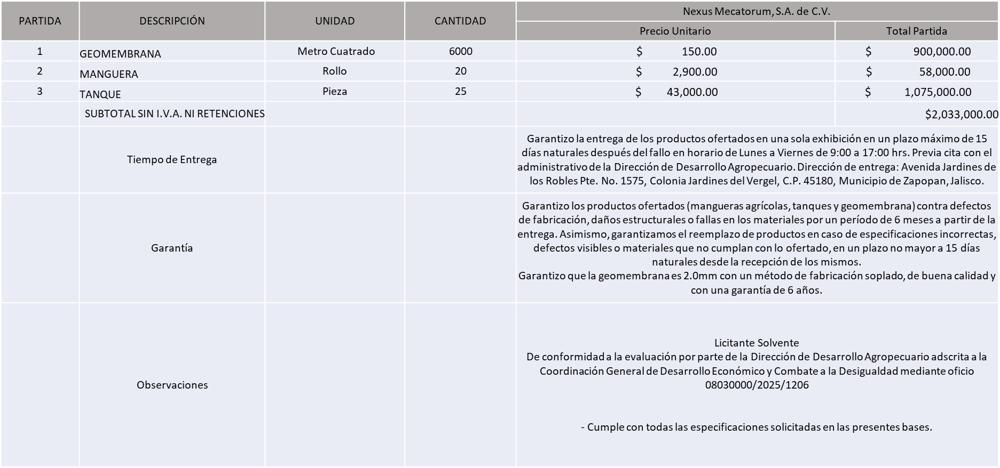 PARTIDA DESCRIPCIÓN UNIDAD CANTIDAD Nexus Mecatorum, S.A. de C.V.
Precio Unitario Total Partida
1 GEOMEMBRANA Metro Cuatrado 6000 $ 150.00 $ 900,000.00
2 MANGUERA Rollo 20 $ 2,900.00 $ 58,000.00
3 TANQUE Pieza 25 $ 43,000.00 $ 1,075,000.00
SUBTOTAL SIN I.V.A. NI RETENCIONES $2,033,000.00
Tiempo de Entrega
Garantizo la entrega de los productos ofertados en una sola exhibición en un plazo máximo de 15
días naturales después del fallo en horario de Lunes a Viernes de 9:00 a 17:00 hrs. Previa cita con el
administrativo de la Dirección de Desarrollo Agropecuario. Dirección de entrega: Avenida Jardines de
los Robles Pte. No. 1575, Colonia Jardines del Vergel, C.P. 45180, Municipio de Zapopan, Jalisco.
Garantía
Garantizo los productos ofertados (mangueras agrícolas, tanques y geomembrana) contra defectos
de fabricación, daños estructurales o fallas en los materiales por un período de 6 meses a partir de la
entrega. Asimismo, garantizamos el reemplazo de productos en caso de especificaciones incorrectas,
defectos visibles o materiales que no cumplan con lo ofertado, en un plazo no mayor a 15 días
naturales desde la recepción de los mismos.
Garantizo que la geomembrana es 2.0mm con un método de fabricación soplado, de buena calidad y
con una garantía de 6 años.
Observaciones
Licitante Solvente
De conformidad a la evaluación por parte de la Dirección de Desarrollo Agropecuario adscrita a la
Coordinación General de Desarrollo Económico y Combate a la Desigualdad mediante oficio
08030000/2025/1206
- Cumple con todas las especificaciones solicitadas en las presentes bases.